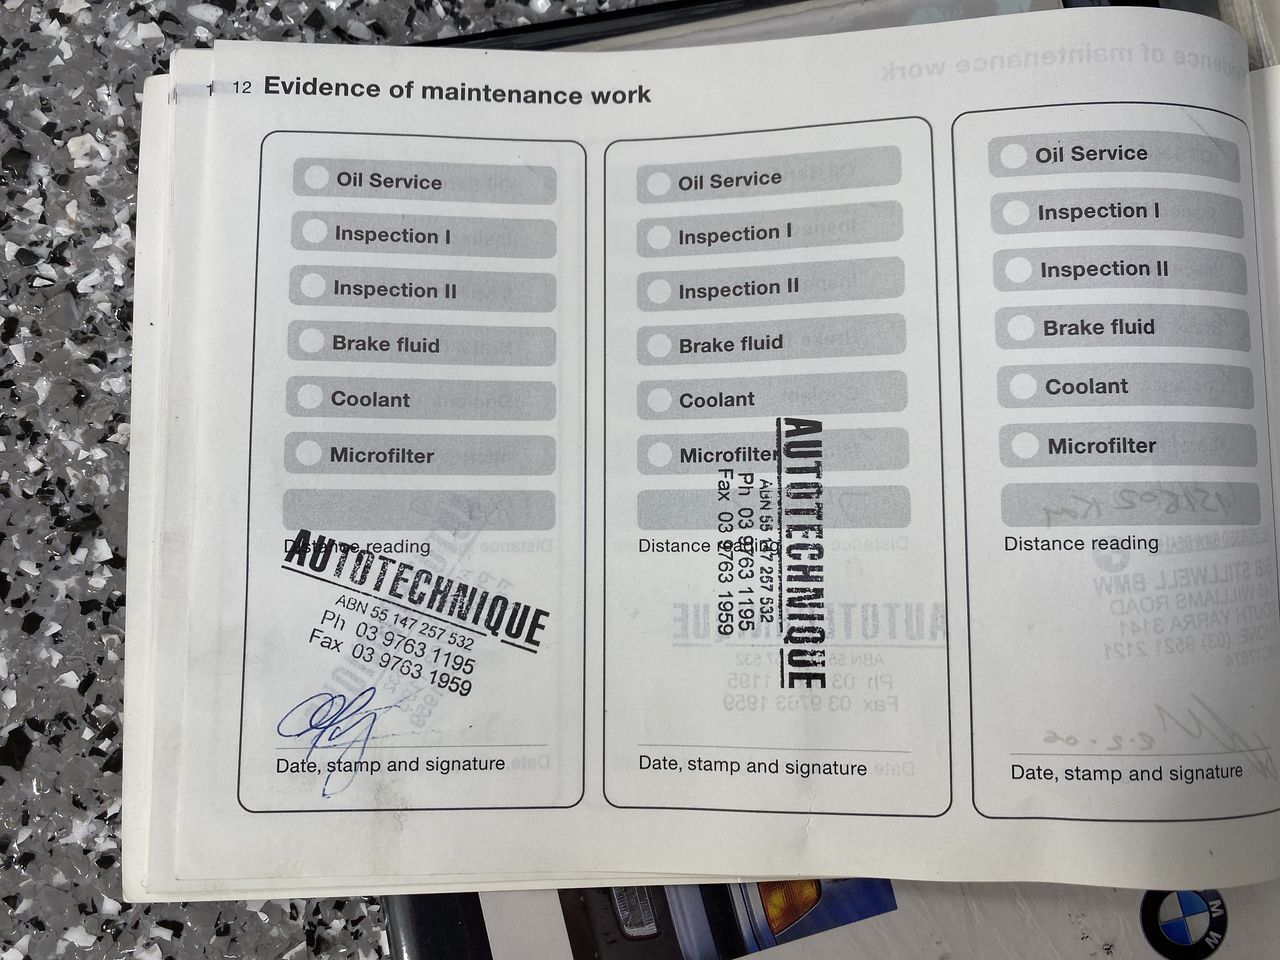 12 Evidence of maintenance work
Oil Service
Inspection I
Inspection II
Brake fluid
Coolant
Microfilter
Distance reading
AUTOTECHNIQUE
ABN 55 147 257 532
Ph 03 9763 1195
Fax 03 9763 1959
Date, stamp and signature
Oil Service
Inspection I
Inspection II
Brake fluid
Coolant
Microfilter
Distance reading
AUTOTECHNIQUE
ABN 55 147 257 532
Ph 03 9763 1195
Fax 03 9763 1959
Date, stamp and signature
Oil Service
Inspection I
Inspection II
Brake fluid
Coolant
Microfilter
Distance reading
Date, stamp and signature